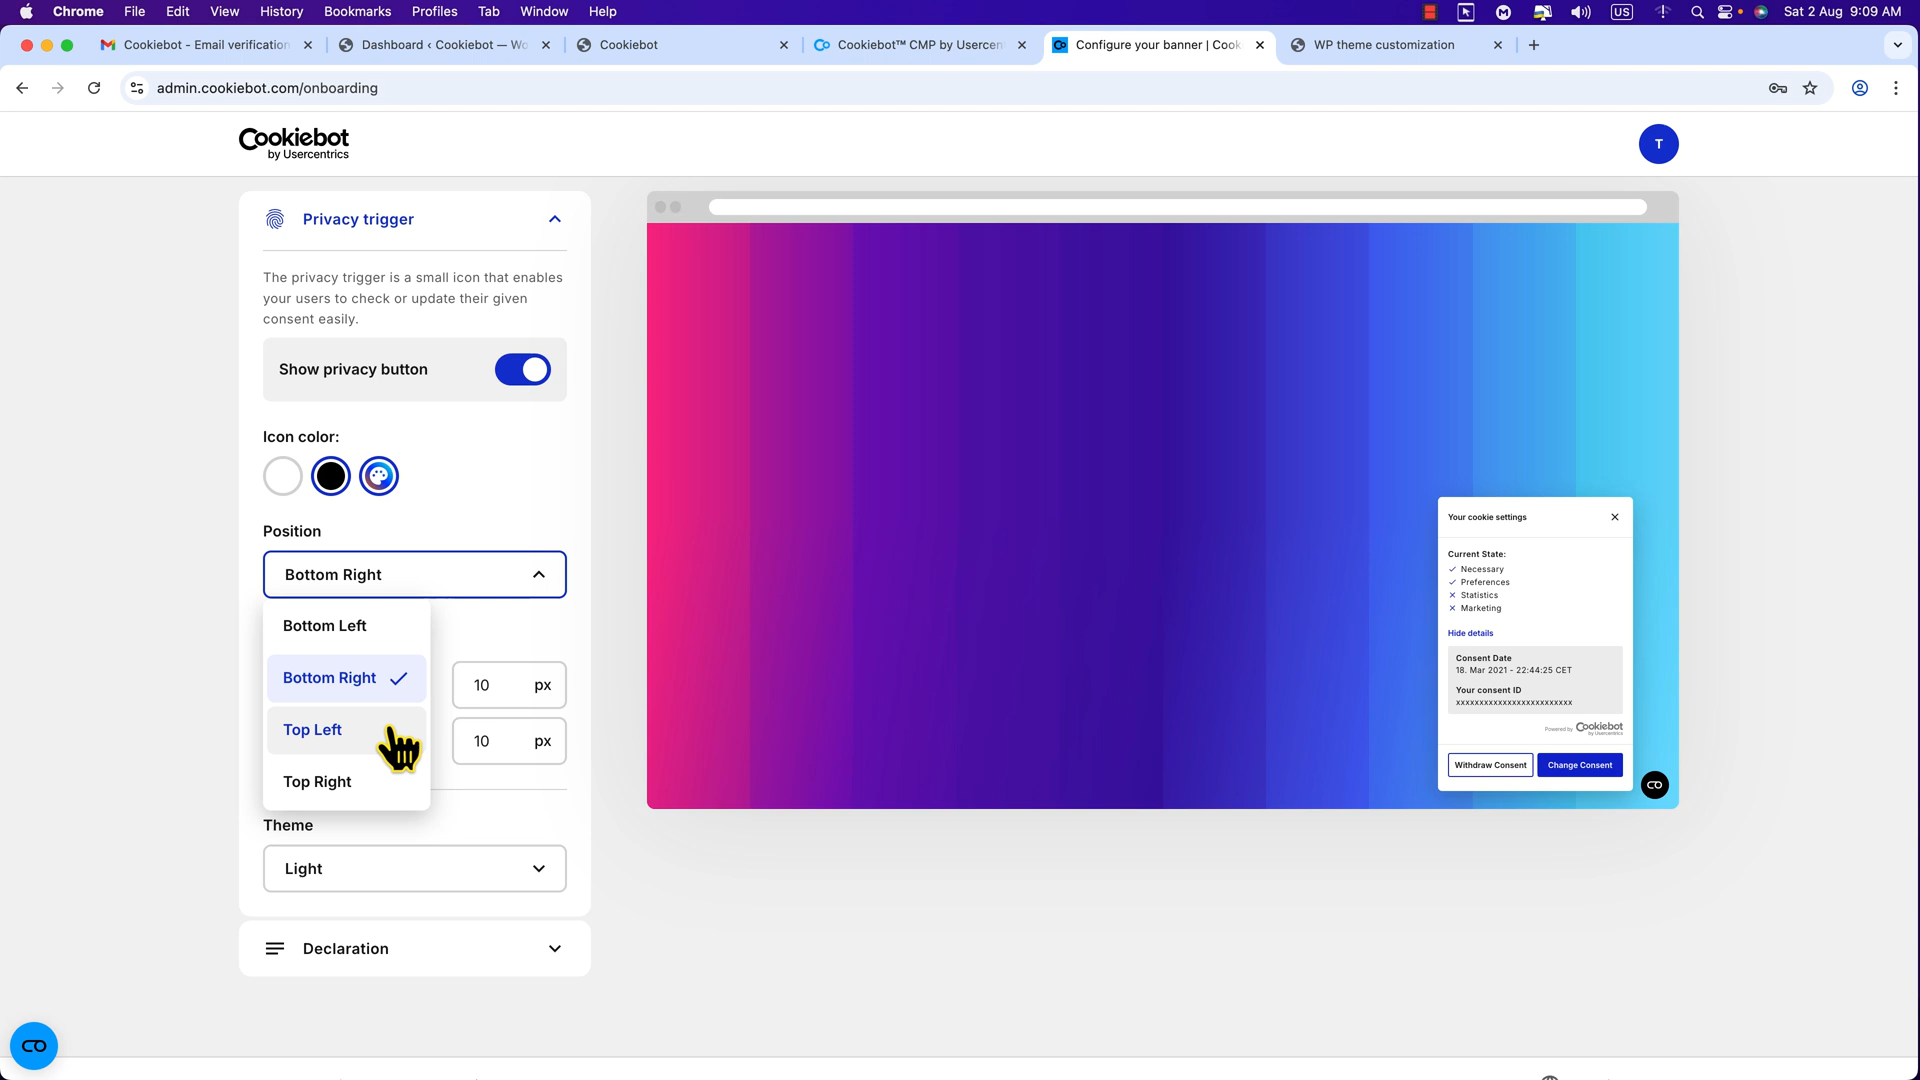 Chrome File Edit View History Bookmarks Profiles Tab Window Help US Sat 2 Aug 9:09 AM
Cookiebot - Email verification Dashboard ‹ Cookiebot — Wo Cookiebot Cookiebot™ CMP by Usercen Configure your banner | Cook WP theme customization
admin.cookiebot.com/onboarding
Cookiebot
by Usercentrics
T
Privacy trigger
The privacy trigger is a small icon that enables
your users to check or update their given
consent easily.
Show privacy button
Icon color:
Position
Bottom Right
Bottom Left
Bottom Right
Top Left
Top Right
10 px
10 px
Theme
Light
Declaration
Your cookie settings
Current State:
Necessary
Preferences
Statistics
Marketing
Hide details
Consent Date
18. Mar 2021 - 22:44:25 CET
Your consent ID
xxxxxxxxxxxxxxxxxxxxxxxx
Powered by Cookiebot
by Usercentrics
Withdraw Consent Change Consent